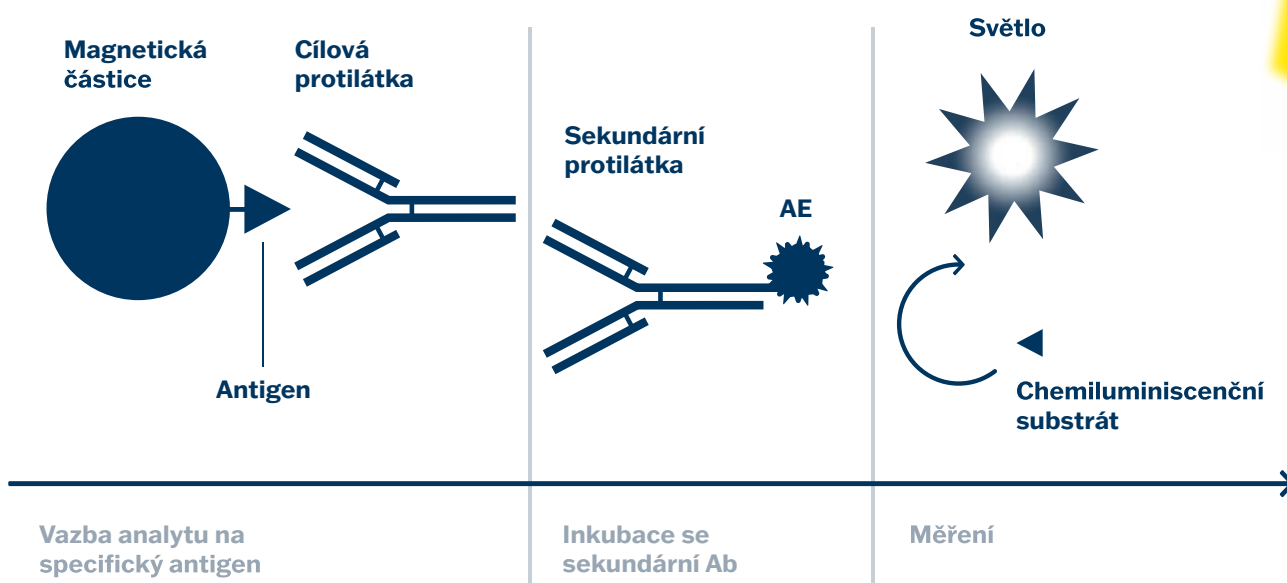 Magnetická
částice
Cílová
protilátka
Antigen
Sekundární
protilátka
AE
Světlo
Chemiluminiscenční
substrát
Vazba analytu na
specifický antigen
Inkubace se
sekundární Ab
Měření